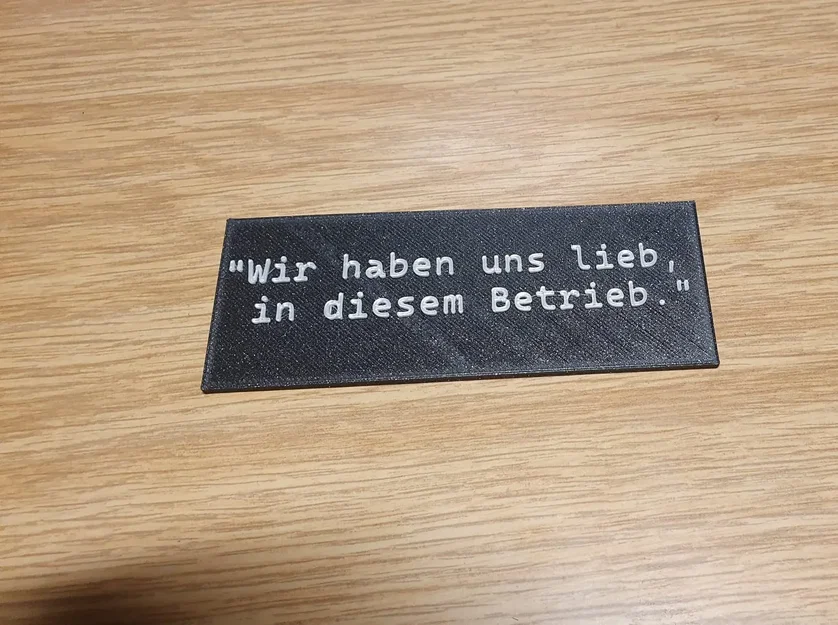 "Wir haben uns lieb,
in diesem Betrieb."